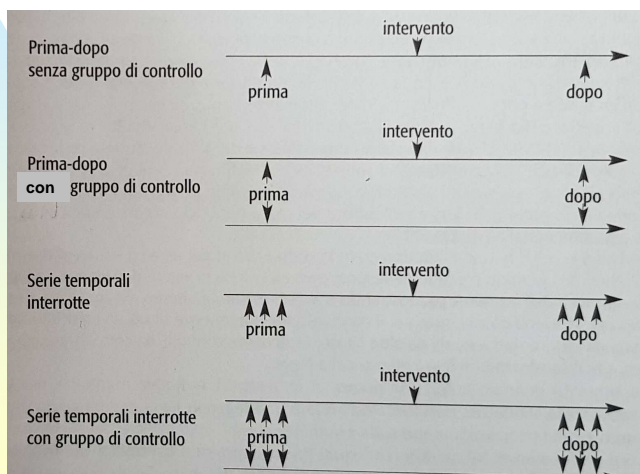 intervento
Prima-dopo
senza gruppo di controllo
prima
dopo
intervento
Prima-dopo
con gruppo di controllo
prima
dopo
intervento
Serie temporali
interrotte
prima
dopo
intervento
Serie temporali interrotte
con gruppo di controllo
prima
dopo